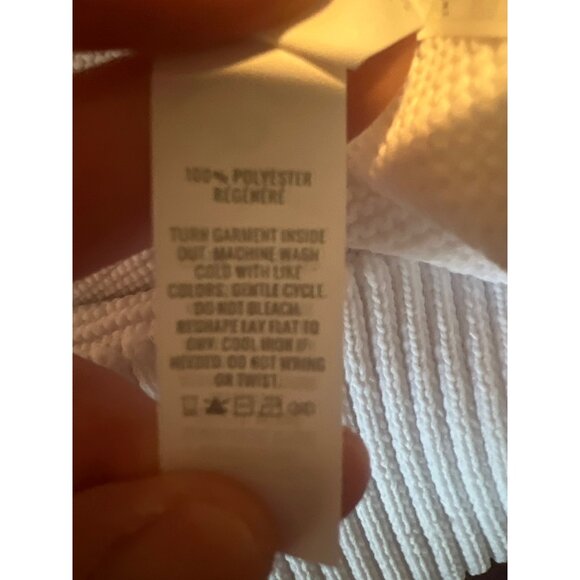 100% POLYESTER
RÉGÉNÉRÉ
TURN GARMENT INSIDE
OUT. MACHINE WASH
COLD WITH LIKE
COLORS; GENTLE CYCLE.
DO NOT BLEACH.
RESHAPE LAY FLAT TO
DRY. COOL IRON IF
NEEDED. DO NOT WRING
OR TWIST.